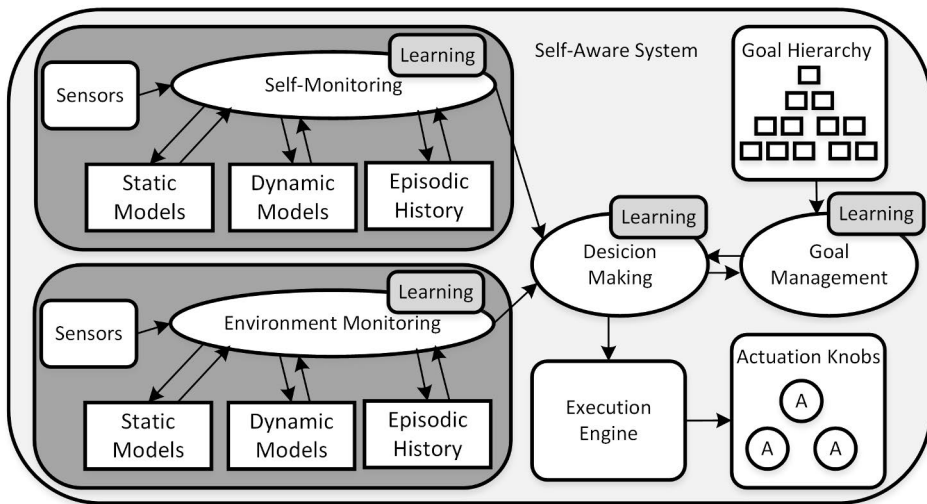 Learning
Self-Monitoring
Sensors
Static
Models
Dynamic
Models
Episodic
History
Learning
Environment Monitoring
Sensors
Static
Models
Dynamic
Models
Episodic
History
Self-Aware System
Goal Hierarchy
Learning
Desicion
Making
Learning
Goal
Management
Execution
Engine
Actuation Knobs
A
A
A